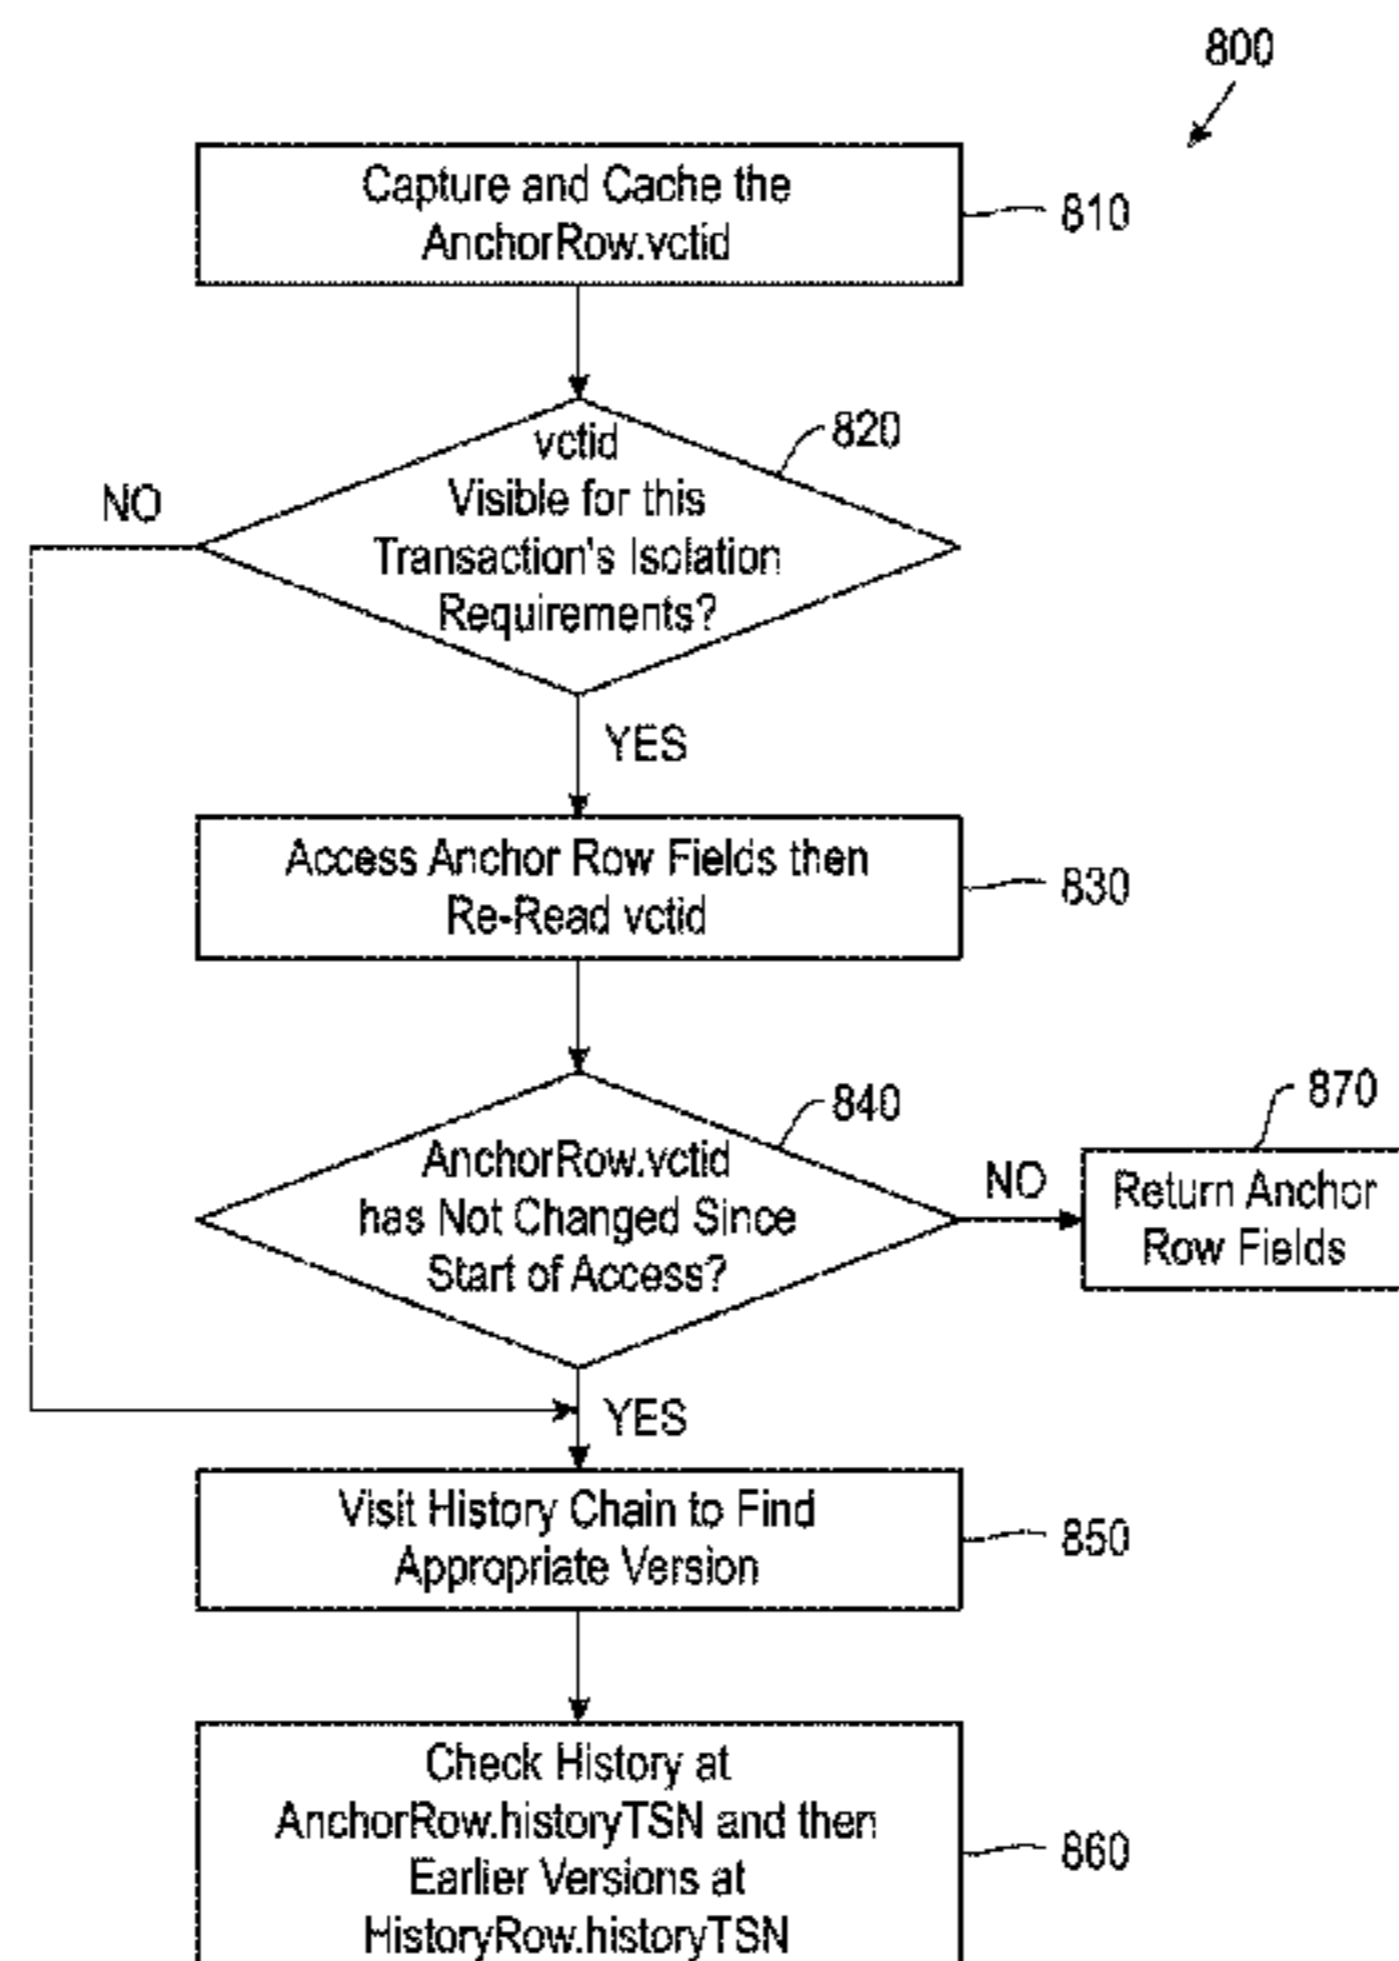 800
Capture and Cache the
AnchorRow.vctid
810
vctid
Visible for this
Transaction's Isolation
Requirements?
820
NO
YES
Access Anchor Row Fields then
Re-Read vctid
830
AnchorRow.vctid
has Not Changed Since
Start of Access?
840
NO
870
Return Anchor
Row Fields
YES
Visit History Chain to Find
Appropriate Version
850
Check History at
AnchorRow.historyTSN and then
Earlier Versions at
HistoryRow.historyTSN
860